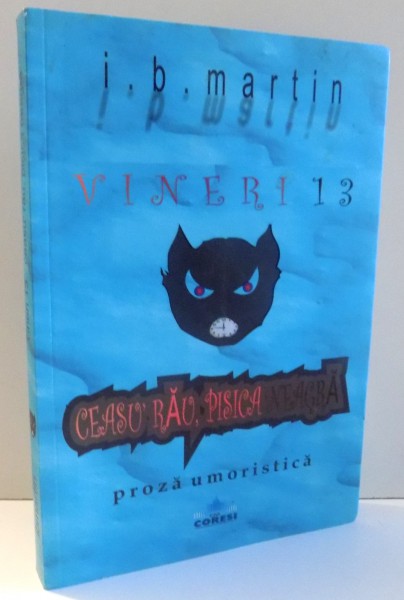 i.b.martin
VINERI 13
CEASU' RĂU, PISICA NEAGRĂ
proză umoristică
CORESI